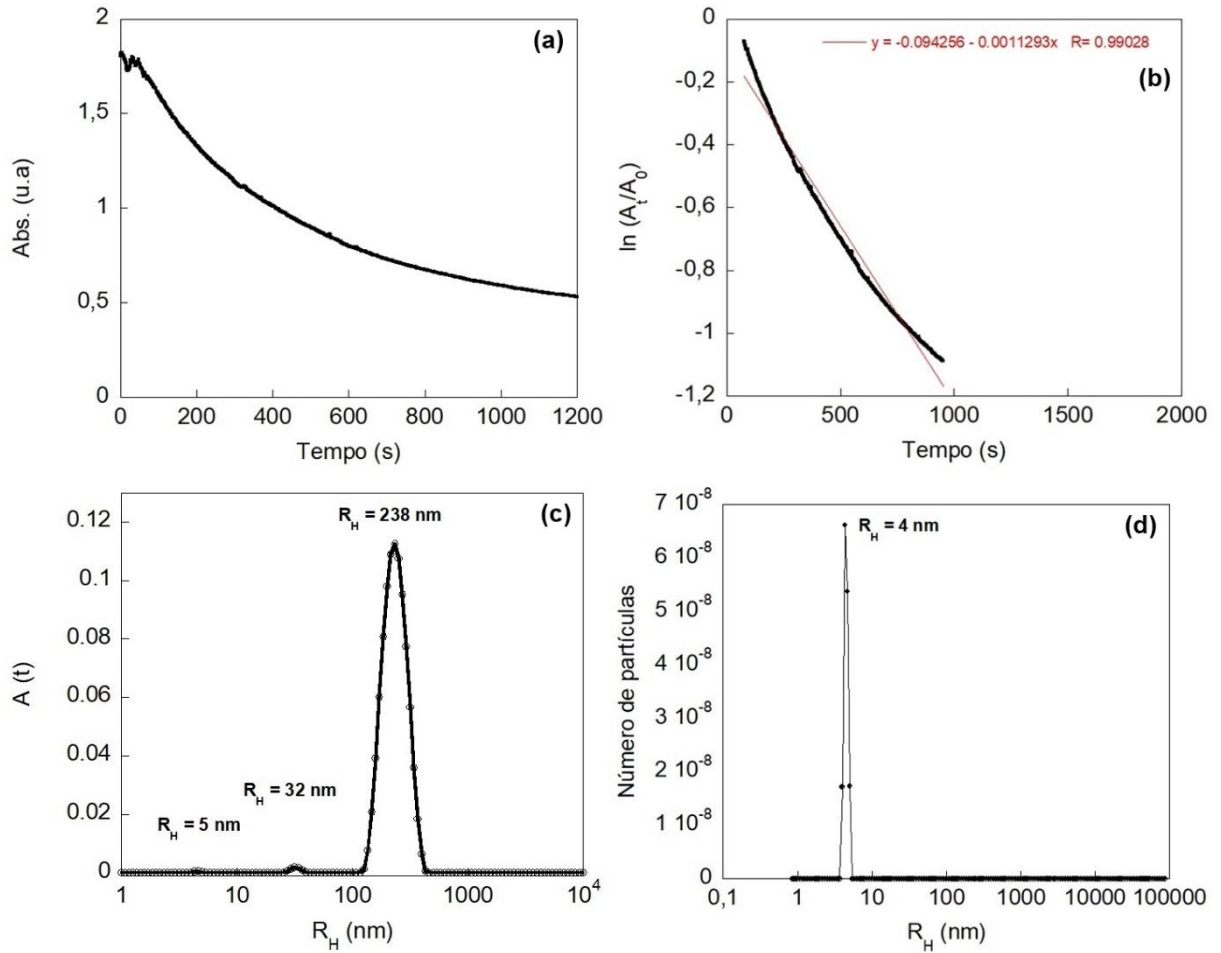 (a)
2
1,5
1
0,5
0
Abs. (u.a)
0 200 400 600 800 1000 1200
Tempo (s)
y = -0.094256 - 0.0011293x R= 0.99028
(b)
0
-0,2
-0,4
-0,6
-0,8
-1
-1,2
ln (A_t/A_0)
0 500 1000 1500 2000
Tempo (s)
(c)
R_H = 238 nm
R_H = 32 nm
R_H = 5 nm
0.12
0.1
0.08
0.06
0.04
0.02
0
A (t)
1 10 100 1000 10^4
R_H (nm)
(d)
R_H = 4 nm
7 10^-8
6 10^-8
5 10^-8
4 10^-8
3 10^-8
2 10^-8
1 10^-8
0
Número de partículas
0,1 1 10 100 1000 10000 100000
R_H (nm)